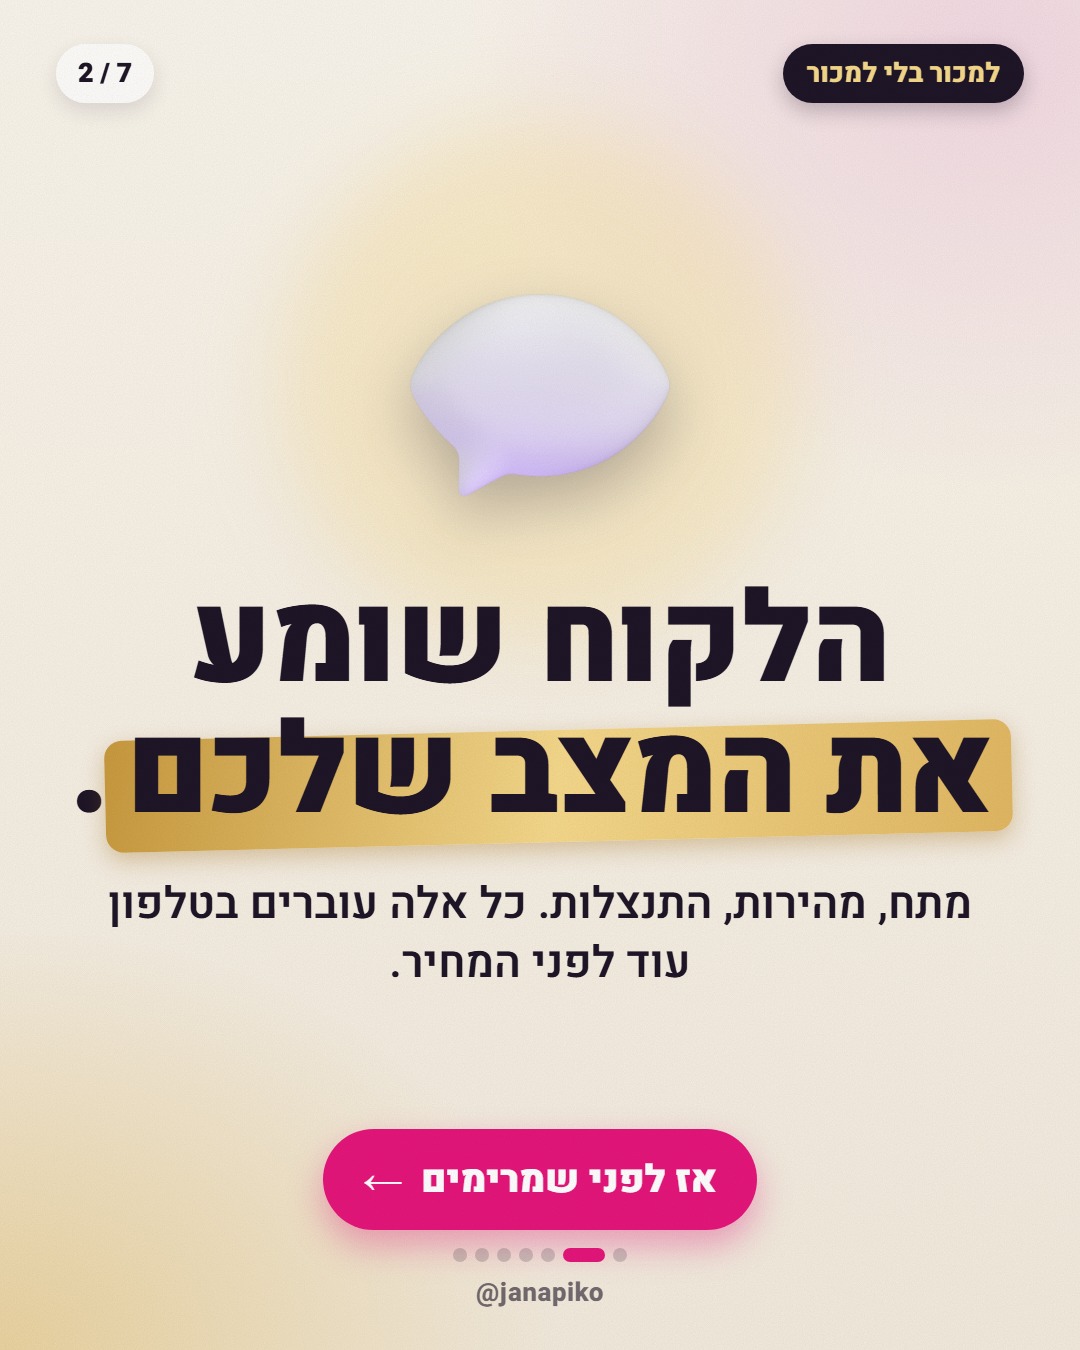 למכור בלי למכור
2 / 7
הלקוח שומע
את המצב שלכם.
מתח, מהירות, התנצלות. כל אלה עוברים בטלפון
עוד לפני המחיר.
אז לפני שמרימים ←
@janapiko